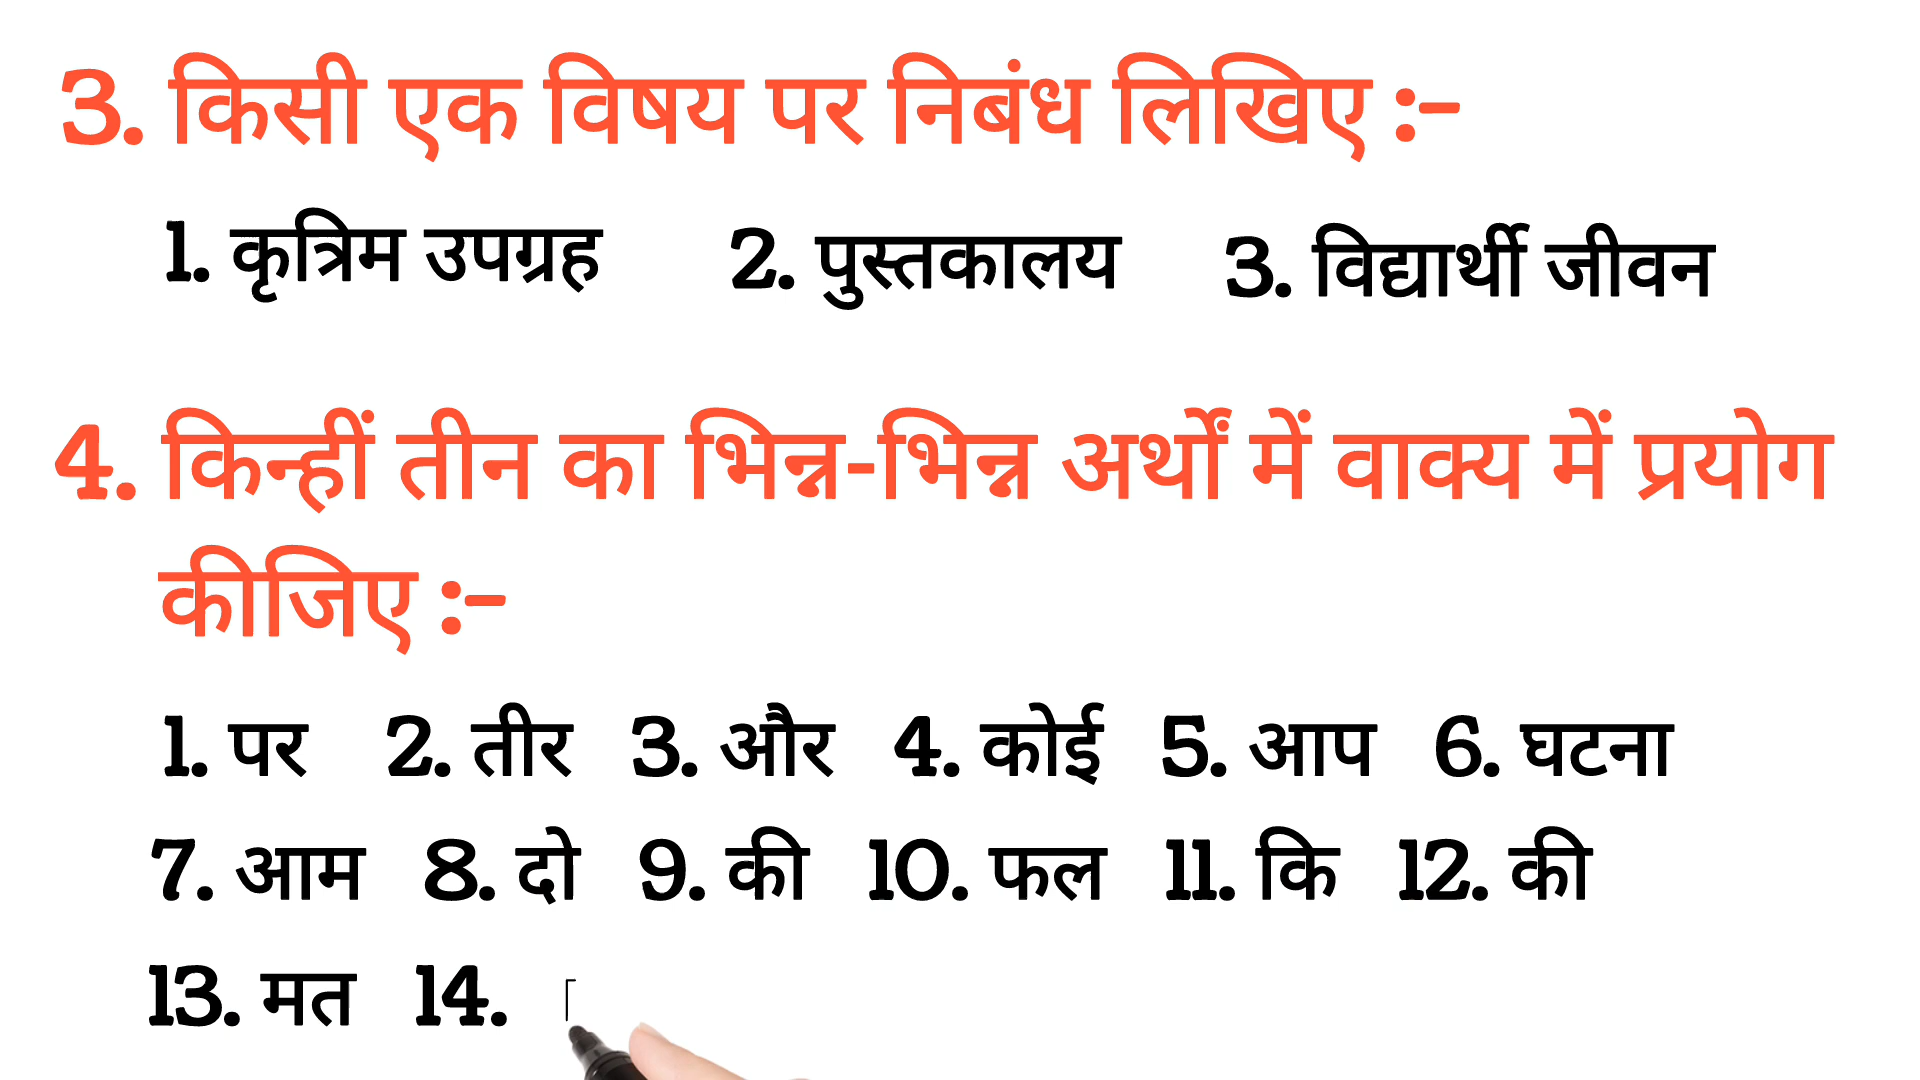 3. किसी एक विषय पर निबंध लिखिए :-
1. कृत्रिम उपग्रह 2. पुस्तकालय 3. विद्यार्थी जीवन
4. किन्हीं तीन का भिन्न-भिन्न अर्थों में वाक्य में प्रयोग
कीजिए :-
1. पर 2. तीर 3. और 4. कोई 5. आप 6. घटना
7. आम 8. दो 9. की 10. फल 11. कि 12. की
13. मत 14.